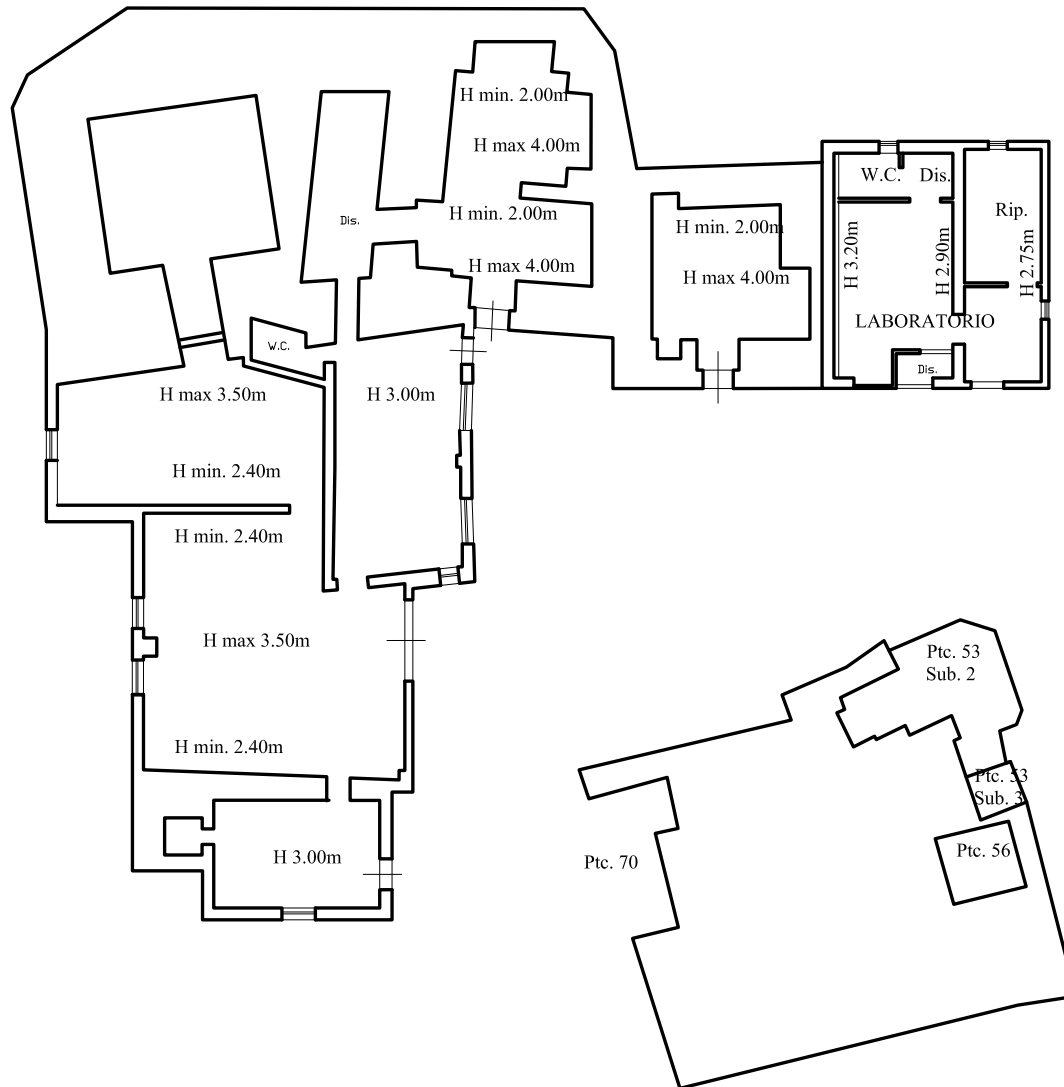 H min. 2.00m
H max 4.00m
W.C.
Dis.
Rip.
Dis.
H min. 2.00m
H min. 2.00m
H max 4.00m
H max 4.00m
H 3.20m
H 2.90m
H 2.75m
LABORATORIO
W.C.
Dis.
H max 3.50m
H 3.00m
H min. 2.40m
H min. 2.40m
H max 3.50m
H min. 2.40m
H 3.00m
Ptc. 53
Sub. 2
Ptc. 53
Sub. 3
Ptc. 56
Ptc. 70